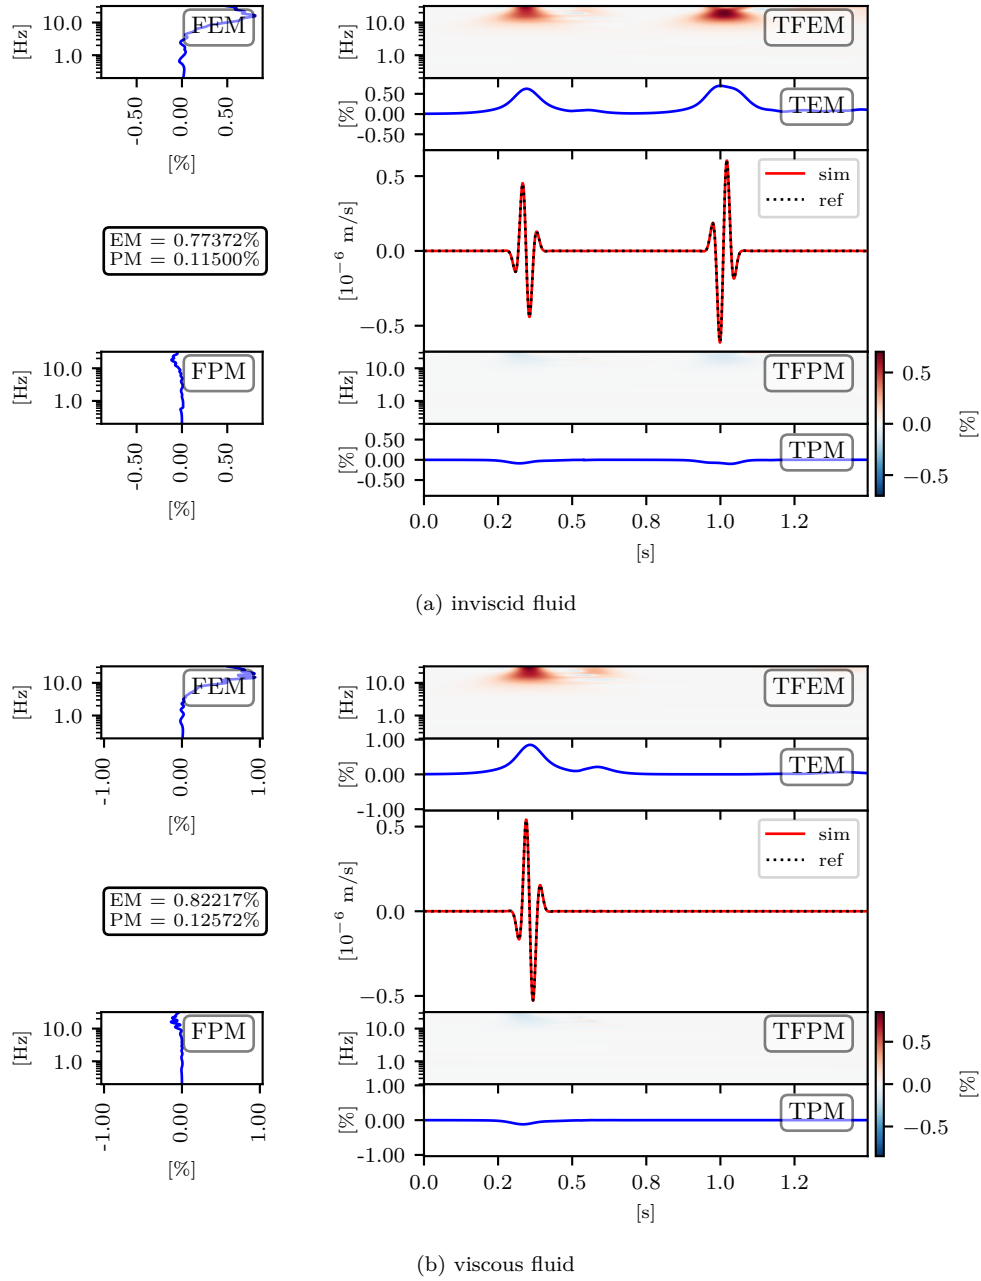 [Hz]
1.0
FEM
-0.50
0.00
0.50
[%]
[Hz]
1.0
TFEM
[%]
0.50
-0.50
TEM
EM = 0.77372%
PM = 0.11500%
[10⁻⁶ m/s]
0.5
0.0
−0.5
sim
ref
[Hz]
10.0
1.0
FPM
-0.50
0.00
0.50
[%]
[Hz]
10.0
1.0
TFPM
0.5
0.0
−0.5
[%]
[%]
0.50
0.00
-0.50
TPM
0.0
0.2
0.5
0.8
1.0
1.2
[s]
(a) inviscid fluid
[Hz]
10.0
1.0
FEM
-1.00
0.00
1.00
[%]
[Hz]
10.0
1.0
TFEM
[%]
1.00
0.00
-1.00
TEM
EM = 0.82217%
PM = 0.12572%
[10⁻⁶ m/s]
0.5
0.0
−0.5
sim
ref
[Hz]
10.0
1.0
FPM
-1.00
0.00
1.00
[%]
[Hz]
10.0
1.0
TFPM
0.5
0.0
−0.5
[%]
[%]
1.00
0.00
-1.00
TPM
0.0
0.2
0.5
0.8
1.0
1.2
[s]
(b) viscous fluid